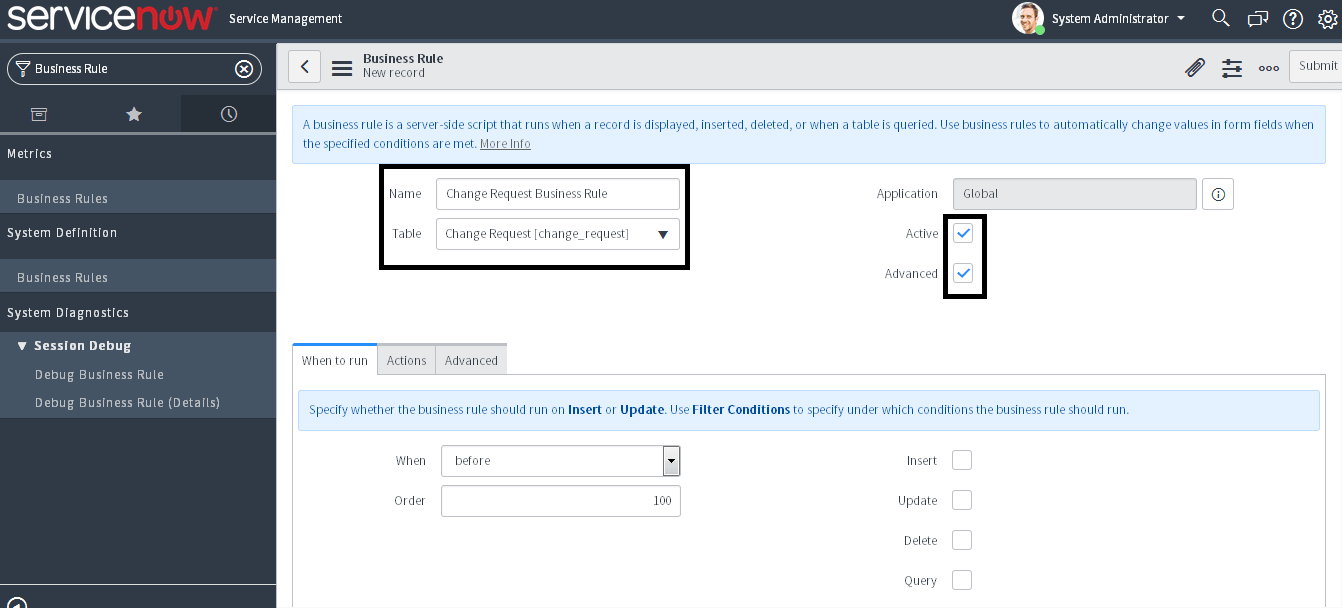 servicenow Service Management
System Administrator
Business Rule
Metrics
Business Rules
System Definition
Business Rules
System Diagnostics
Session Debug
Debug Business Rule
Debug Business Rule (Details)
Business Rule
New record
Submit
A business rule is a server-side script that runs when a record is displayed, inserted, deleted, or when a table is queried. Use business rules to automatically change values in form fields when
the specified conditions are met. More Info
Name Change Request Business Rule
Table Change Request [change_request]
Application Global
Active
Advanced
When to run Actions Advanced
Specify whether the business rule should run on Insert or Update. Use Filter Conditions to specify under which conditions the business rule should run.
When before
Order 100
Insert
Update
Delete
Query